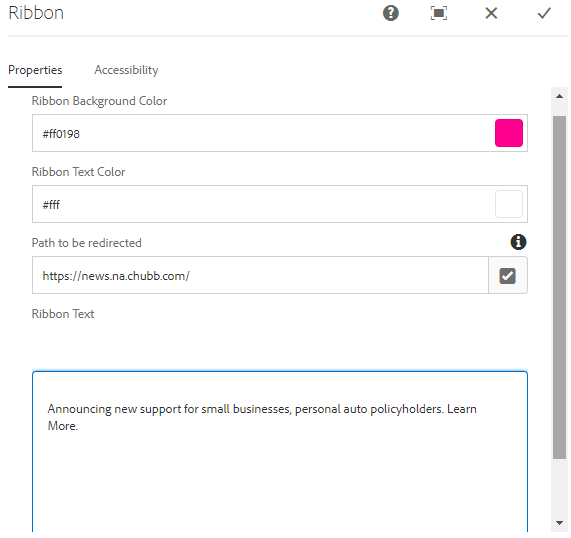 Ribbon
Properties Accessibility
Ribbon Background Color
#ff0198
Ribbon Text Color
#fff
Path to be redirected
https://news.na.chubb.com/
Ribbon Text
Announcing new support for small businesses, personal auto policyholders. Learn
More.